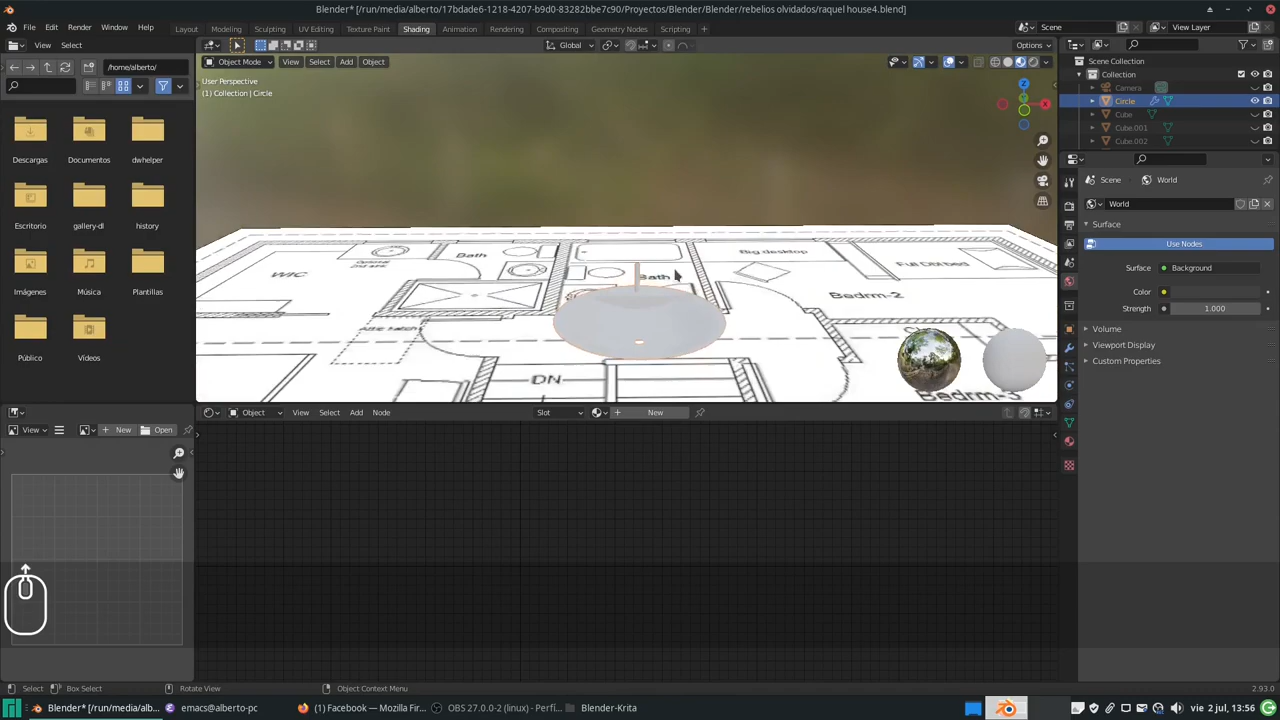 Blender* [/run/media/alberto/17bdade6-1218-4207-b9d0-83282bbe7c90/Proyectos/Blender/Blender/rebelios olvidados/raquel house4.blend]
File Edit Render Window Help Layout Modeling Sculpting UV Editing Texture Paint Shading Animation Rendering Compositing Geometry Nodes Scripting + Scene View Layer
View Select Global Options
/home/alberto/ Object Mode View Select Add Object Scene Collection
User Perspective
(1) Collection | Circle
Collection
Camera
Circle
Cube
Cube.001
Cube.002
Descargas Documentos dwhelper
Escritorio gallery-dl history
Imágenes Música Plantillas
Público Vídeos
Z
X
Scene World
World
Surface
Use Nodes
Surface Background
Color
Strength 1.000
Volume
Viewport Display
Custom Properties
WIC
Bath
Bath
Big desktop
Full Dbl bed
Bedrm-2
Attic hatch
DN
Bedrm-3
Object View Select Add Node Slot New
View New Open
Select Box Select Rotate View Object Context Menu 2.93.0
Blender* [/run/media/alberto/17... emacs@alberto-pc (1) Facebook — Mozilla Fir... OBS 27.0.0-2 (linux) - Perfi... Blender-Krita vie 2 jul, 13:56